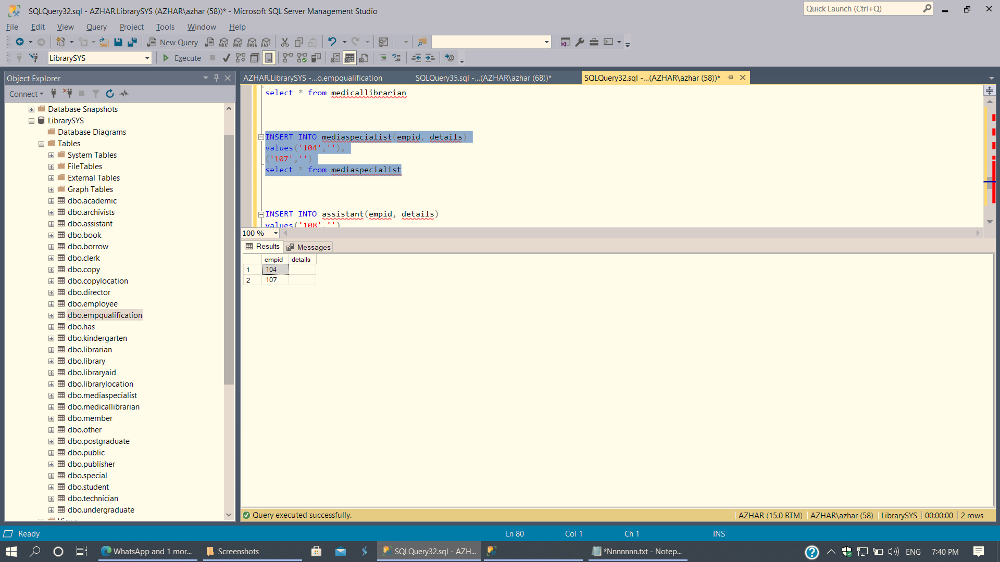 SQLQuery32.sql - AZHAR.LibrarySYS (AZHAR\azhar (58))* - Microsoft SQL Server Management Studio
Quick Launch (Ctrl+Q)
File Edit View Query Project Tools Window Help
New Query MDX DMX XMLA DAX
LibrarySYS Execute
Object Explorer
AZHAR.LibrarySYS -...o.empqualification SQLQuery35.sql -...(AZHAR\azhar (68))* SQLQuery32.sql -...(AZHAR\azhar (58))*
Connect
Database Snapshots
LibrarySYS
Database Diagrams
Tables
System Tables
FileTables
External Tables
Graph Tables
dbo.academic
dbo.archivists
dbo.assistant
dbo.book
dbo.borrow
dbo.clerk
dbo.copy
dbo.copylocation
dbo.director
dbo.employee
dbo.empqualification
dbo.has
dbo.kindergarten
dbo.librarian
dbo.library
dbo.libraryaid
dbo.librarylocation
dbo.mediaspecialist
dbo.medicallibrarian
dbo.member
dbo.other
dbo.postgraduate
dbo.public
dbo.publisher
dbo.special
dbo.student
dbo.technician
dbo.undergraduate
Views
select * from medicallibrarian
INSERT INTO mediaspecialist(empid, details)
values('104',''),
('107','')
select * from mediaspecialist
INSERT INTO assistant(empid, details)
values('108','')
100 %
Results Messages
empid details
1 104
2 107
Query executed successfully. AZHAR (15.0 RTM) AZHAR\azhar (58) LibrarySYS 00:00:00 2 rows
Ready Ln 80 Col 1 Ch 1 INS
WhatsApp and 1 mor... Screenshots SQLQuery32.sql - AZH... *Nnnnnnn.txt - Notep... ENG 7:40 PM